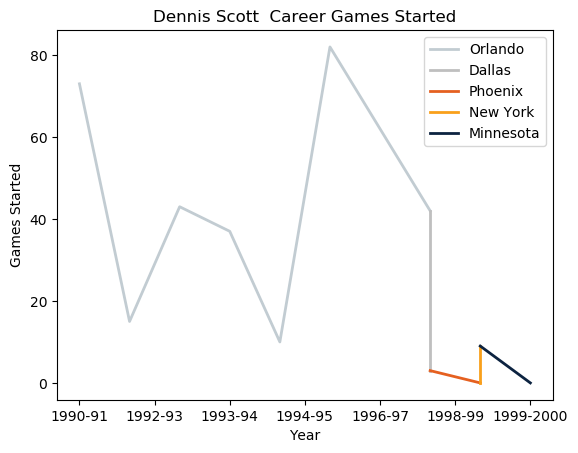 Dennis Scott  Career Games Started
Orlando
Dallas
Phoenix
New York
Minnesota
80
60
40
20
0
Games Started
1990-91 1992-93 1993-94 1994-95 1996-97 1998-99 1999-2000
Year